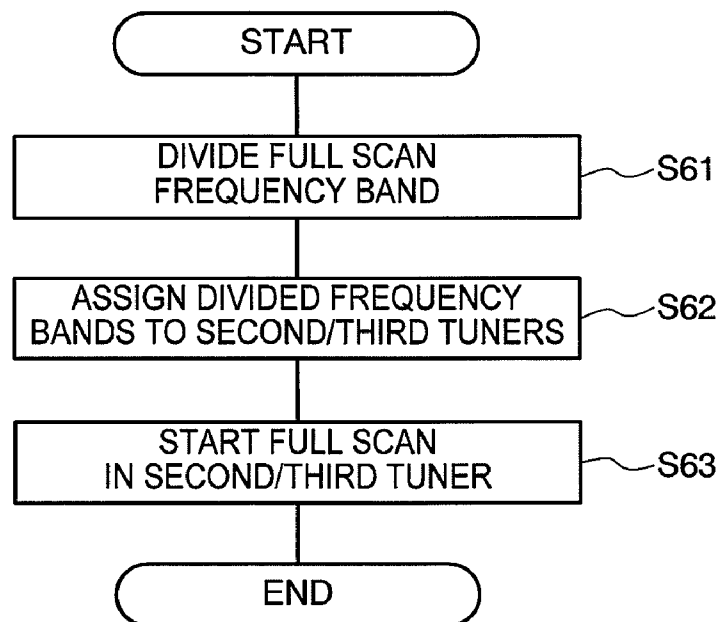 START
DIVIDE FULL SCAN
FREQUENCY BAND
S61
ASSIGN DIVIDED FREQUENCY
BANDS TO SECOND/THIRD TUNERS
S62
START FULL SCAN
IN SECOND/THIRD TUNER
S63
END